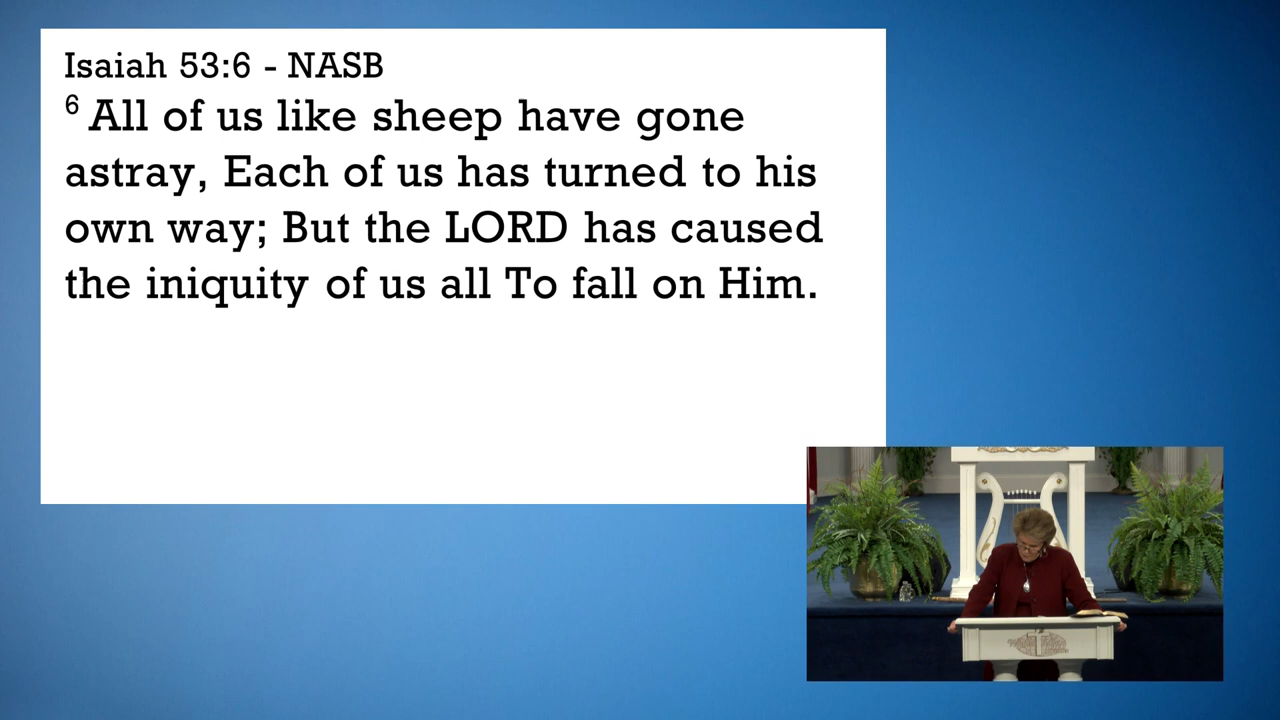 Isaiah 53:6 - NASB
6 All of us like sheep have gone
astray, Each of us has turned to his
own way; But the LORD has caused
the iniquity of us all To fall on Him.